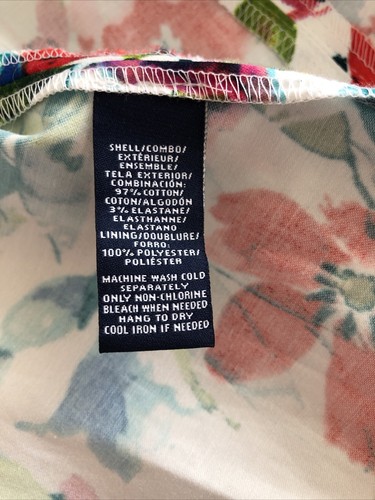 SHELL/COMBO/
EXTÉRIEUR/
ENSEMBLE/
TELA EXTERIOR/
COMBINACIÓN:
97% COTTON/
COTON/ALGODÓN
3% ELASTANE/
ELASTHANNE/
ELASTANO
LINING/DOUBLURE/
FORRO:
100% POLYESTER/
POLIÉSTER
MACHINE WASH COLD
SEPARATELY
ONLY NON-CHLORINE
BLEACH WHEN NEEDED
HANG TO DRY
COOL IRON IF NEEDED